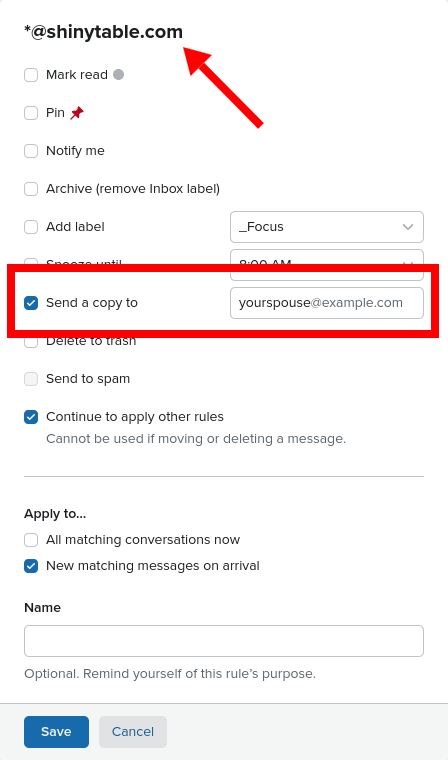 *@shinytable.com
Mark read
Pin
Notify me
Archive (remove Inbox label)
Add label _Focus
Snooze until 8:00 AM
Send a copy to yourspouse@example.com
Delete to trash
Send to spam
Continue to apply other rules
Cannot be used if moving or deleting a message.
Apply to...
All matching conversations now
New matching messages on arrival
Name
Optional. Remind yourself of this rule’s purpose.
Save Cancel